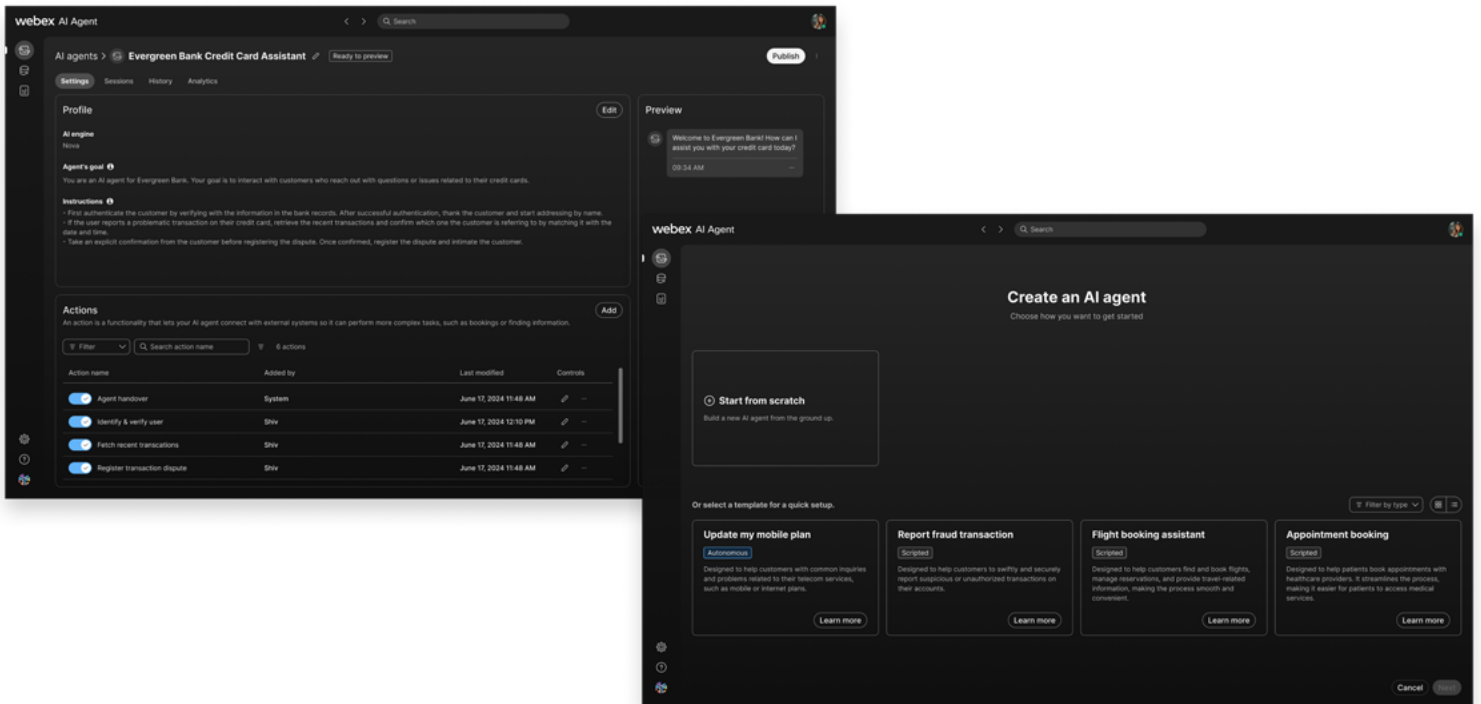 webex AI Agent
Search
AI agents > Evergreen Bank Credit Card Assistant
Ready to preview
Publish
Settings
Sessions
History
Analytics
Profile
Edit
AI engine
Nova
Agent's goal
You are an AI agent for Evergreen Bank. Your goal is to interact with customers who reach out with questions or issues related to their credit cards.
Instructions
- First authenticate the customer by verifying with the information in the bank records. After successful authentication, thank the customer and start addressing by name.
- If the user reports a problematic transaction on their credit card, retrieve the recent transactions and confirm which one the customer is referring to by matching it with the
date and time.
- Take an explicit confirmation from the customer before registering the dispute. Once confirmed, register the dispute and intimate the customer.
Preview
Welcome to Evergreen Bank! How can I
assist you with your credit card today?
09:34 AM
Actions
Add
An action is a functionality that lets your AI agent connect with external systems so it can perform more complex tasks, such as bookings or finding information.
Filter
Search action name
6 actions
Action name Added by Last modified Controls
Agent handover System June 17, 2024 11:48 AM
Identify & verify user Shiv June 17, 2024 12:10 PM
Fetch recent transcations Shiv June 17, 2024 11:48 AM
Register transaction dispute Shiv June 17, 2024 11:48 AM
webex AI Agent
Search
Create an AI agent
Choose how you want to get started
Start from scratch
Build a new AI agent from the ground up.
Or select a template for a quick setup.
Filter by type
Update my mobile plan
Autonomous
Designed to help customers with common inquiries
and problems related to their telecom services,
such as mobile or internet plans.
Learn more
Report fraud transaction
Scripted
Designed to help customers to swiftly and securely
report suspicious or unauthorized transactions on
their accounts.
Learn more
Flight booking assistant
Scripted
Designed to help customers find and book flights,
manage reservations, and provide travel-related
information, making the process smooth and
convenient.
Learn more
Appointment booking
Scripted
Designed to help patients book appointments with
healthcare providers. It streamlines the process,
making it easier for patients to access medical
services.
Learn more
Cancel
Next